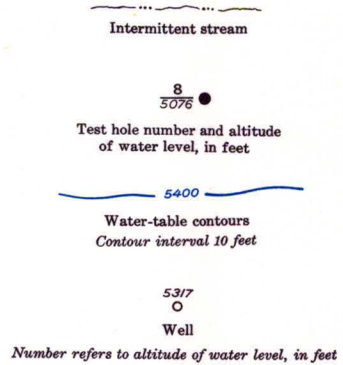 Intermittent stream
8
5076
Test hole number and altitude
of water level, in feet
5400
Water-table contours
Contour interval 10 feet
5317
Well
Number refers to altitude of water level, in feet